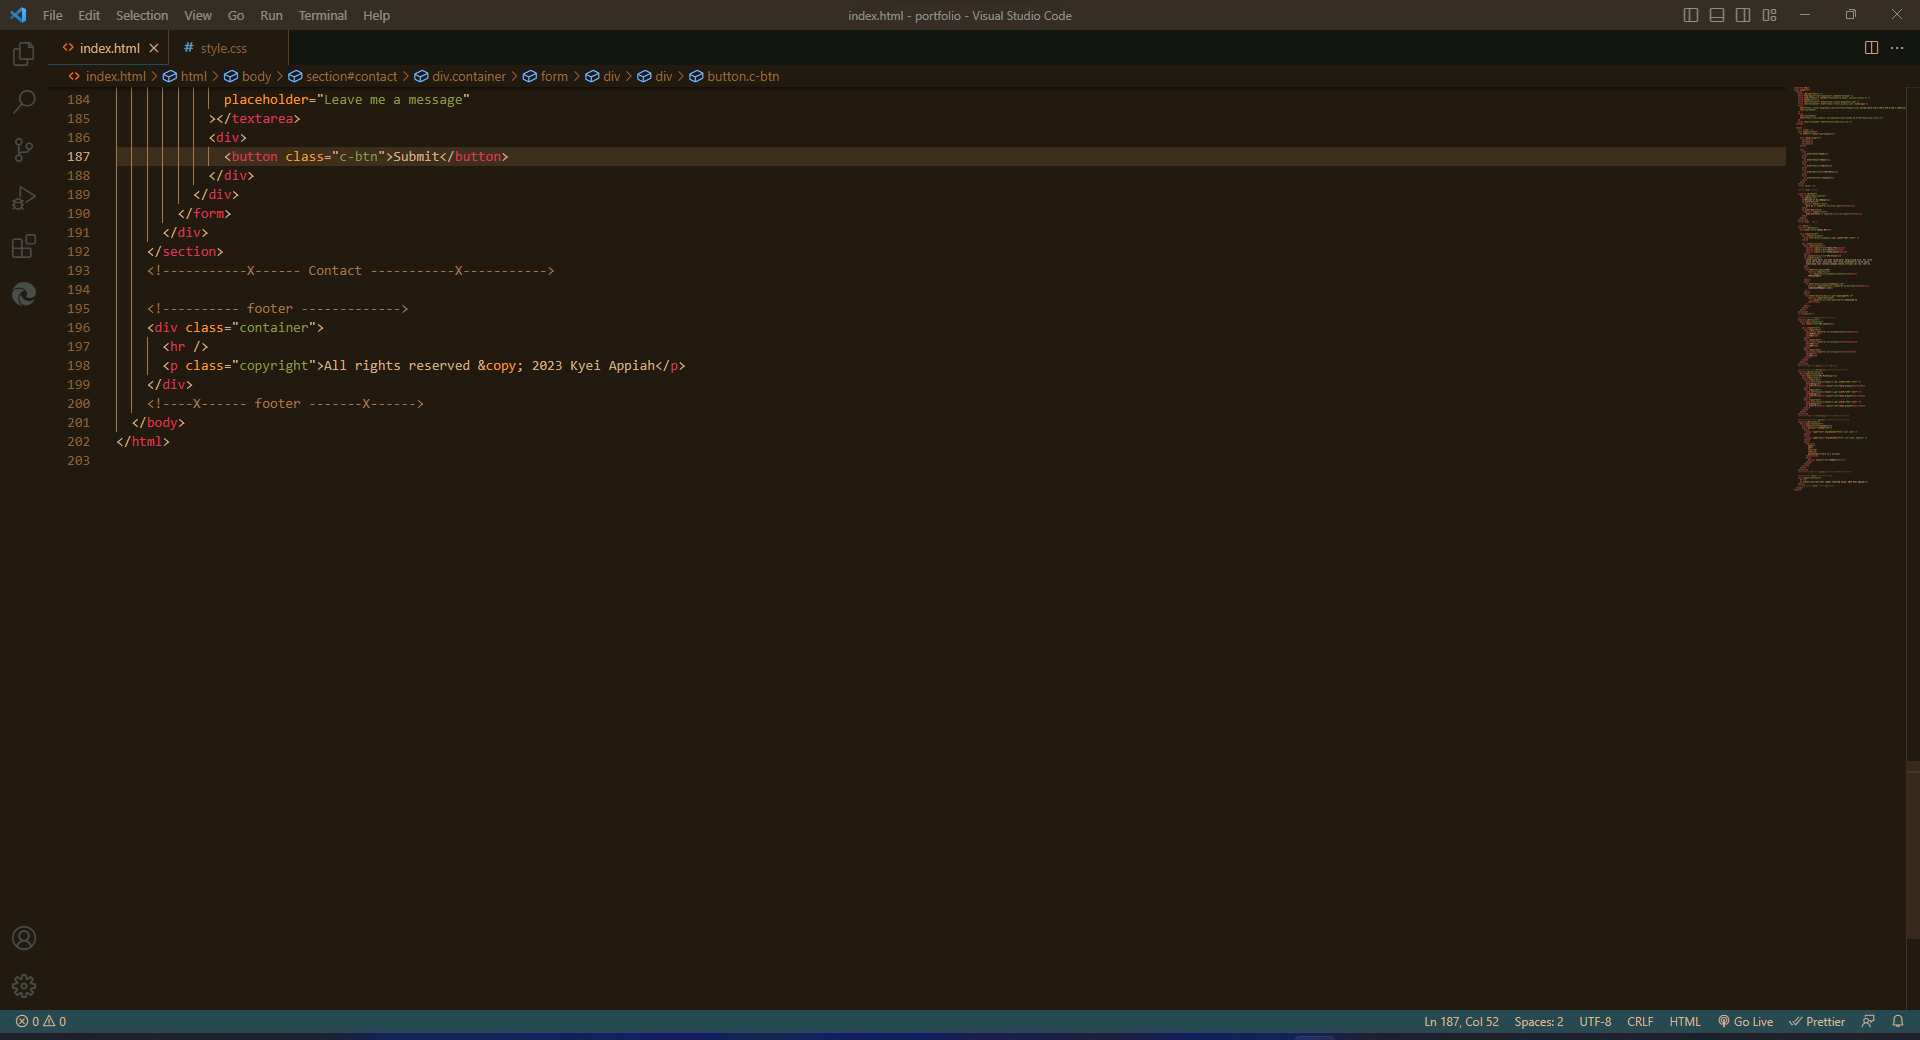 File Edit Selection View Go Run Terminal Help
index.html - portfolio - Visual Studio Code
index.html
# style.css
index.html > html > body > section#contact > div.container > form > div > div > button.c-btn
184 placeholder="Leave me a message"
185 ></textarea>
186 <div>
187 <button class="c-btn">Submit</button>
188 </div>
189 </div>
190 </form>
191 </div>
192 </section>
193 <!-----------X------ Contact -----------X----------->
194
195 <!---------- footer ------------->
196 <div class="container">
197 <hr />
198 <p class="copyright">All rights reserved &copy; 2023 Kyei Appiah</p>
199 </div>
200 <!----X------ footer -------X------>
201 </body>
202 </html>
203
0 0
Ln 187, Col 52 Spaces: 2 UTF-8 CRLF HTML Go Live Prettier